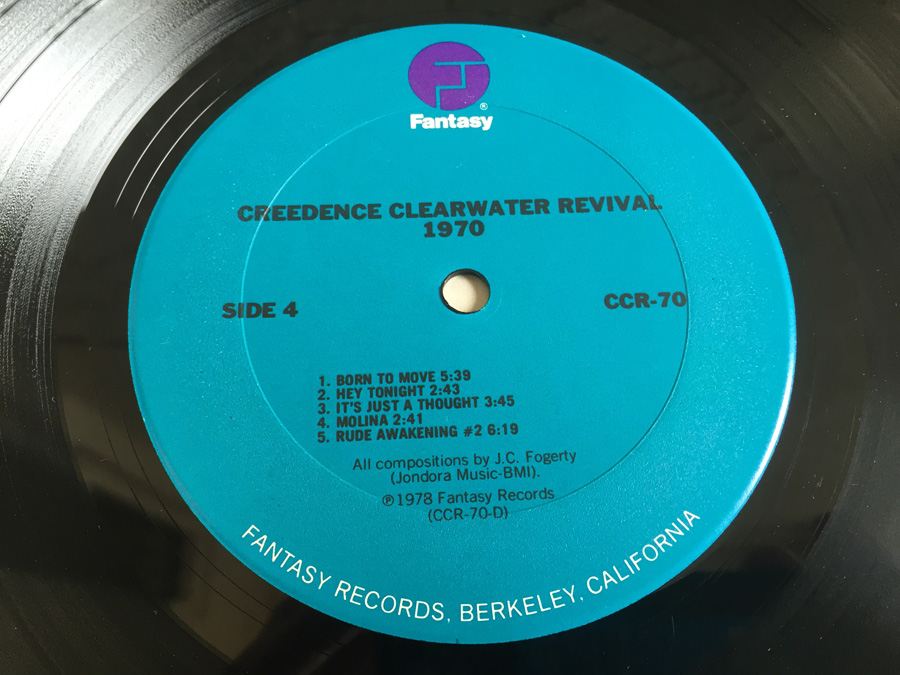 ®
Fantasy
CREEDENCE CLEARWATER REVIVAL
1970
SIDE 4
CCR-70
1. BORN TO MOVE 5:39
2. HEY TONIGHT 2:43
3. IT'S JUST A THOUGHT 3:45
4. MOLINA 2:41
5. RUDE AWAKENING #2 6:19
All compositions by J.C. Fogerty
(Jondora Music-BMI).
℗1978 Fantasy Records
(CCR-70-D)
FANTASY RECORDS, BERKELEY, CALIFORNIA